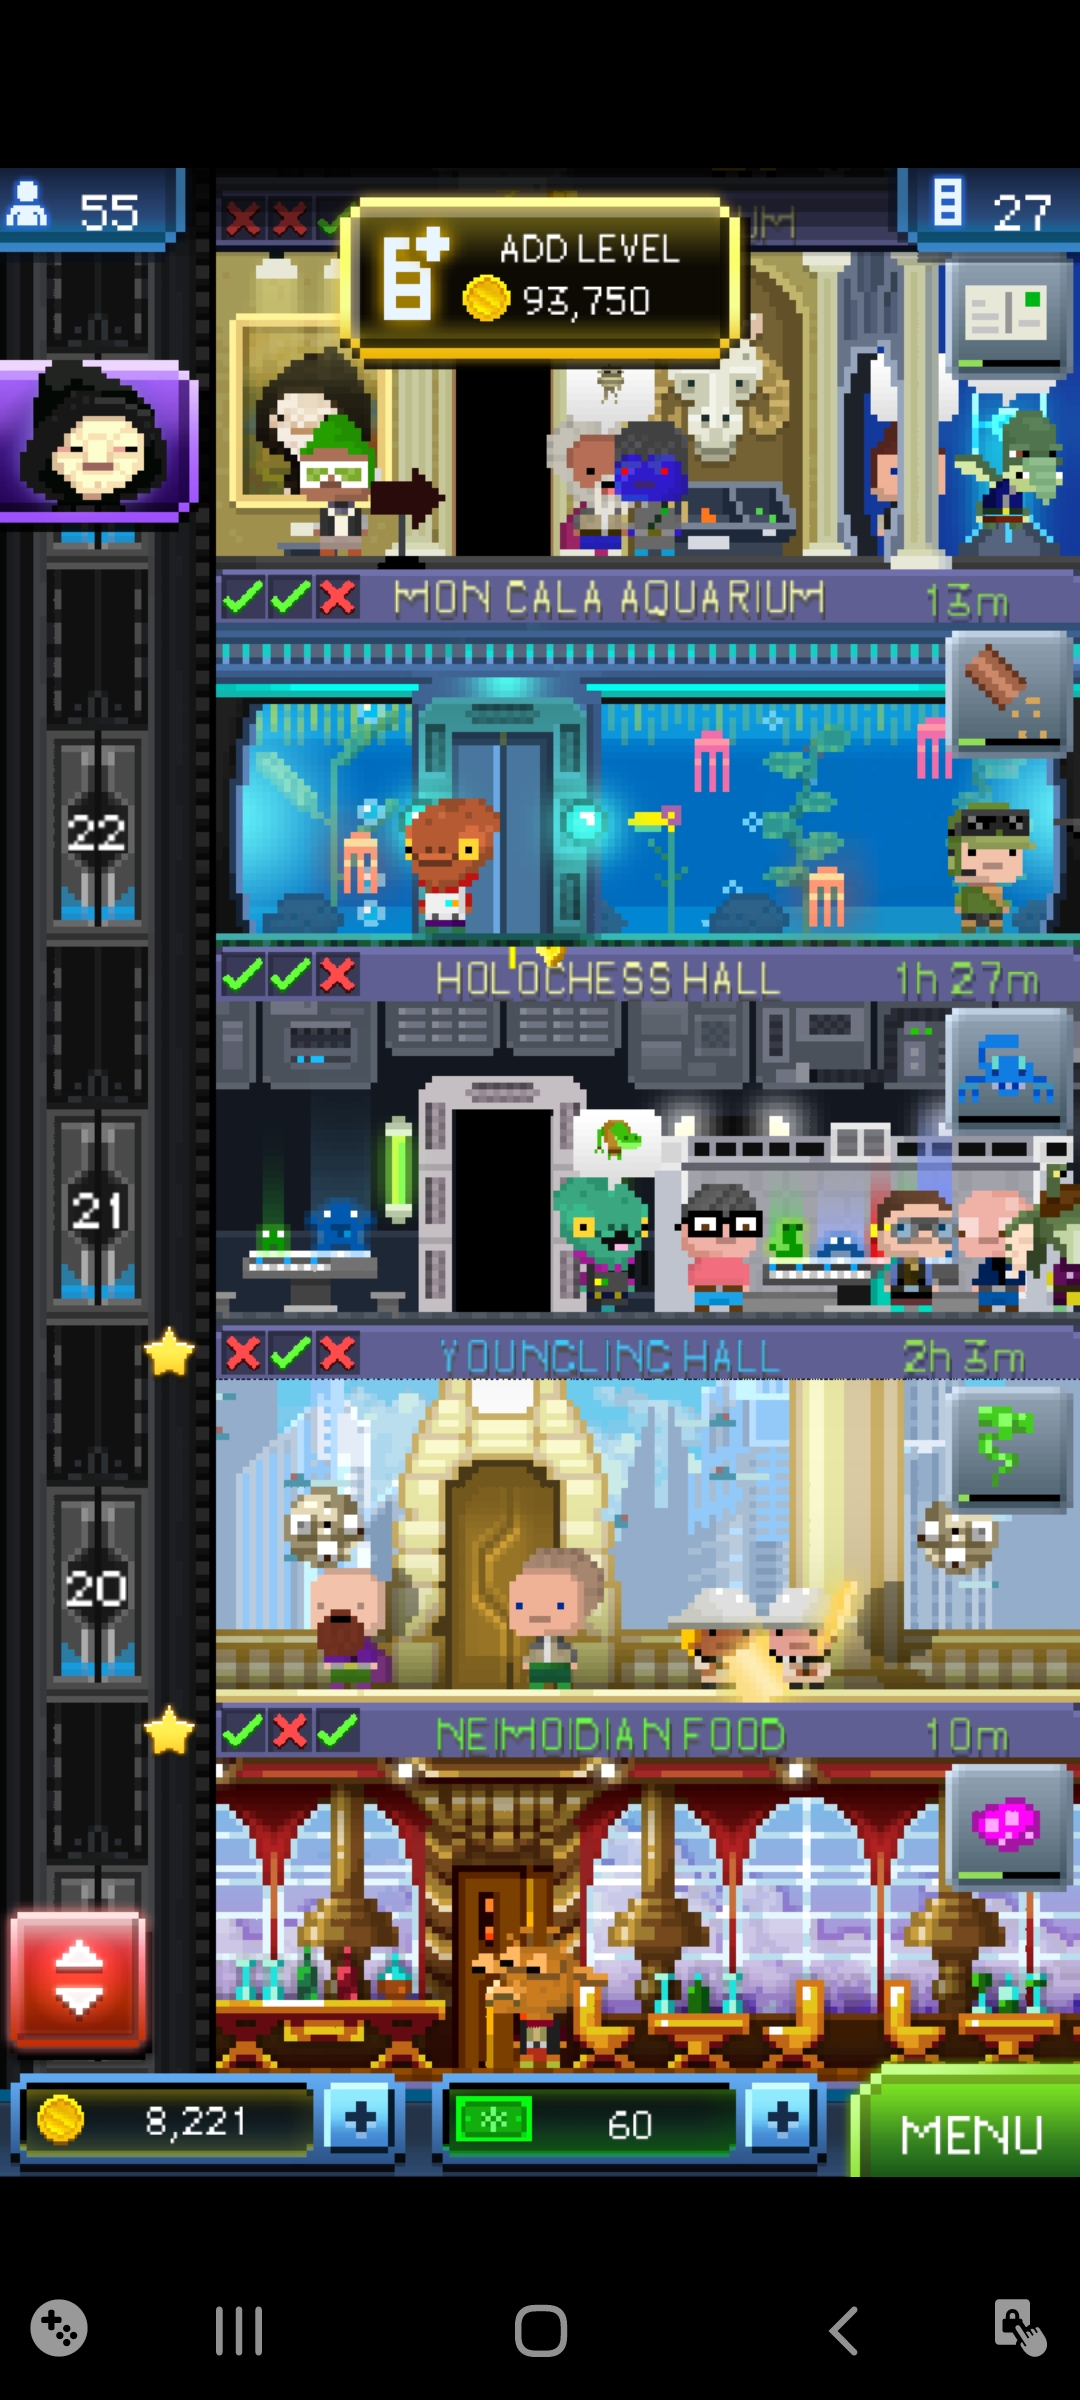 55
UM
27
ADD LEVEL
93,750
MON CALA AQUARIUM 13m
22
HOLOCHESS HALL 1h 27m
21
YOUNGLING HALL 2h 3m
20
NEIMOIDIAN FOOD 10m
8,221
60
MENU